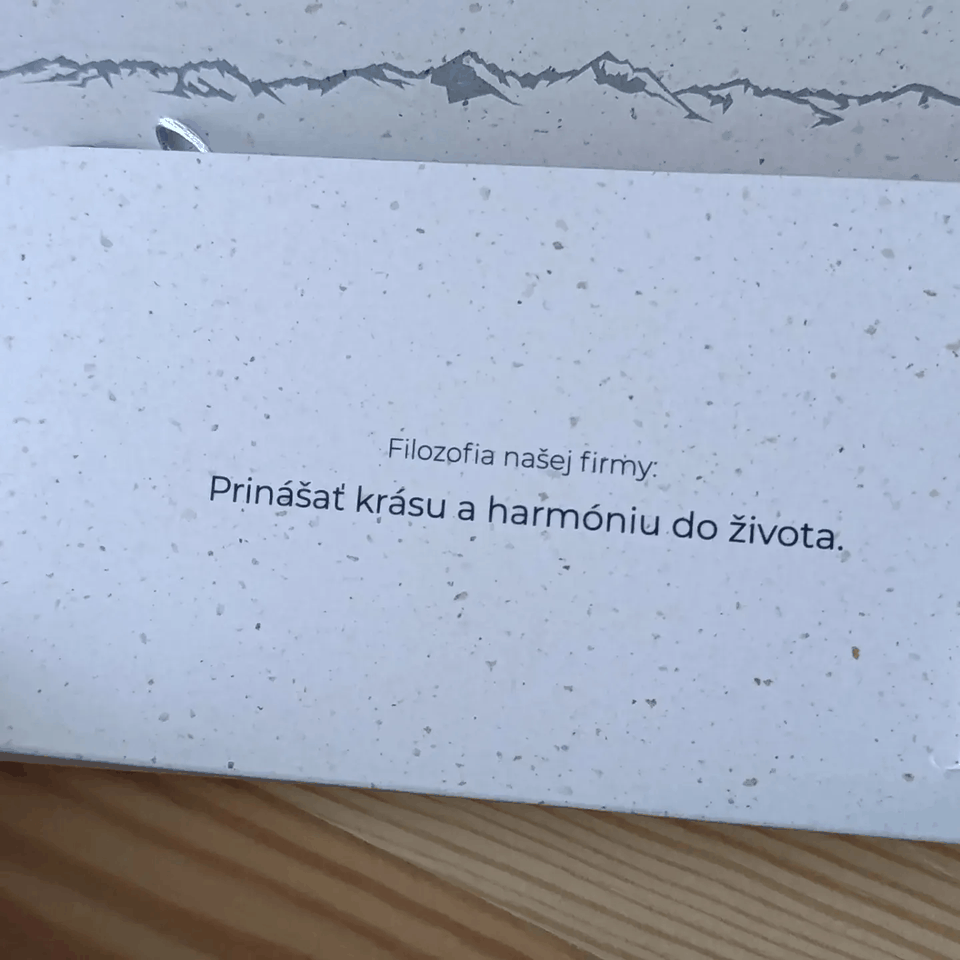 Filozofia našej firmy:
Prinášať krásu a harmóniu do života.